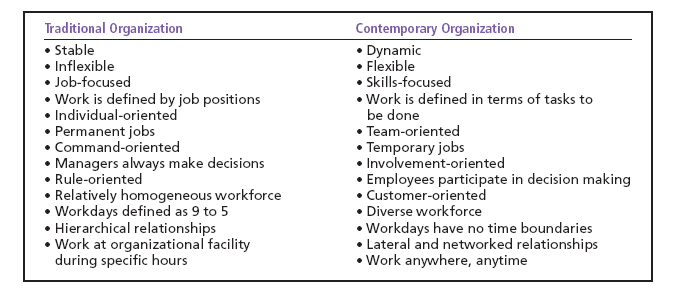 Traditional Organization
• Stable
• Inflexible
• Job-focused
• Work is defined by job positions
• Individual-oriented
• Permanent jobs
• Command-oriented
• Managers always make decisions
• Rule-oriented
• Relatively homogeneous workforce
• Workdays defined as 9 to 5
• Hierarchical relationships
• Work at organizational facility
during specific hours
Contemporary Organization
• Dynamic
• Flexible
• Skills-focused
• Work is defined in terms of tasks to
be done
• Team-oriented
• Temporary jobs
• Involvement-oriented
• Employees participate in decision making
• Customer-oriented
• Diverse workforce
• Workdays have no time boundaries
• Lateral and networked relationships
• Work anywhere, anytime